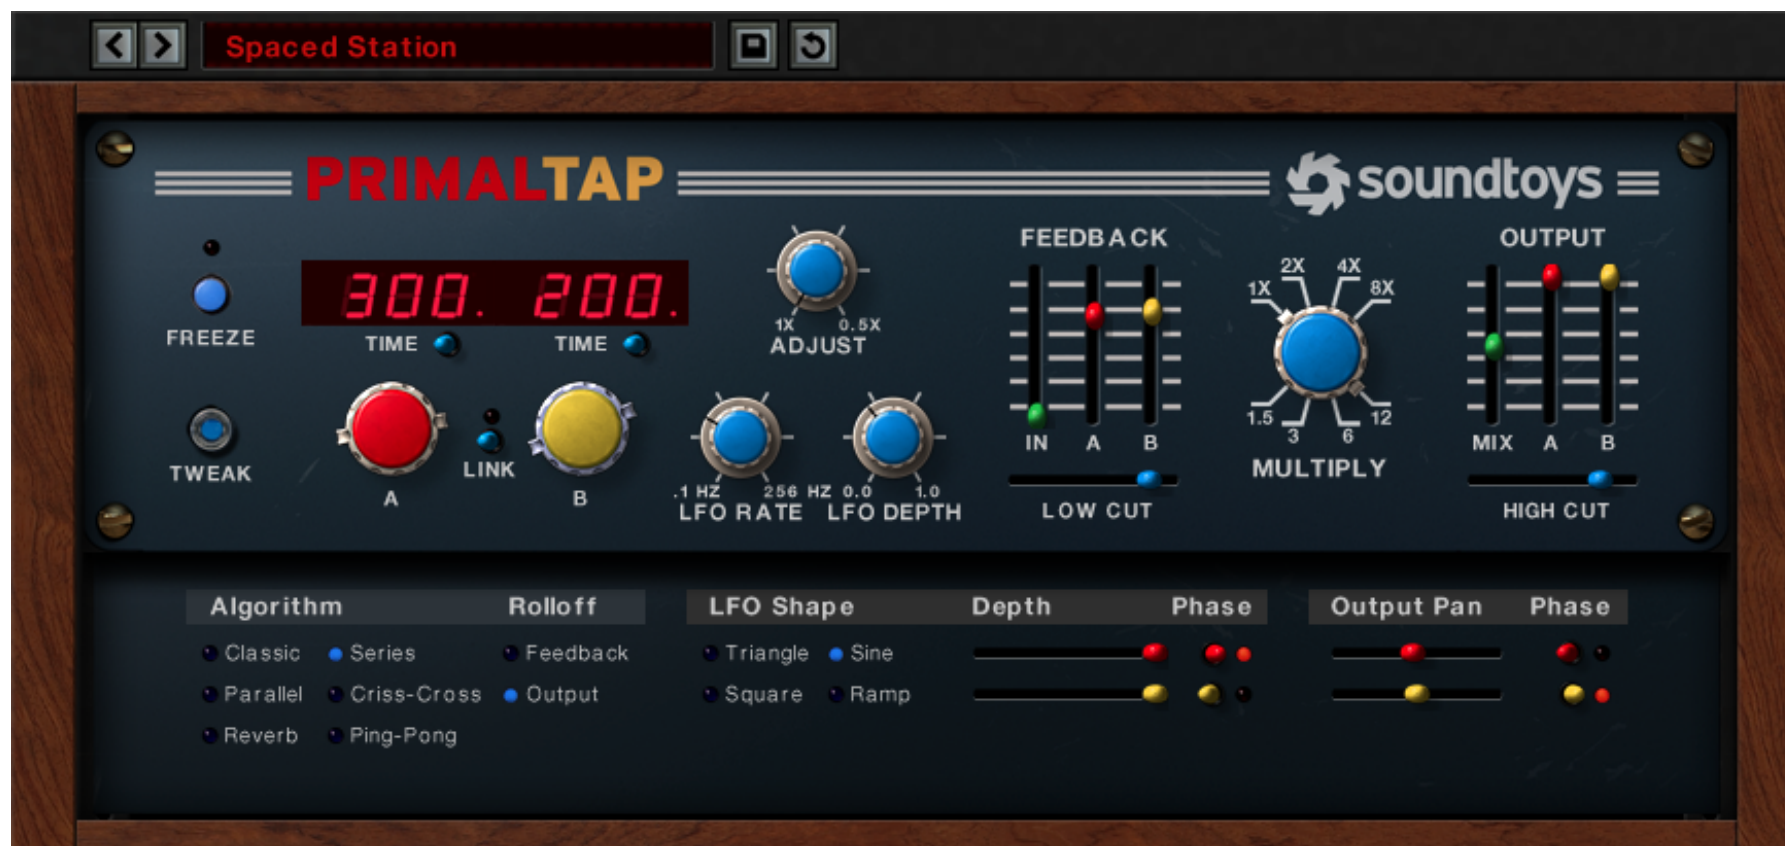 Spaced Station
PRIMALTAP
soundtoys
FREEZE
300. 200.
TIME TIME
1X 0.5X
ADJUST
FEEDBACK
IN A B
LOW CUT
1X 2X 4X 8X
1.5 3 6 12
MULTIPLY
OUTPUT
MIX A B
HIGH CUT
TWEAK
A LINK B
.1 HZ 256 HZ 0.0 1.0
LFO RATE LFO DEPTH
Algorithm Rolloff LFO Shape Depth Phase Output Pan Phase
Classic Series Feedback Triangle Sine
Parallel Criss-Cross Output Square Ramp
Reverb Ping-Pong